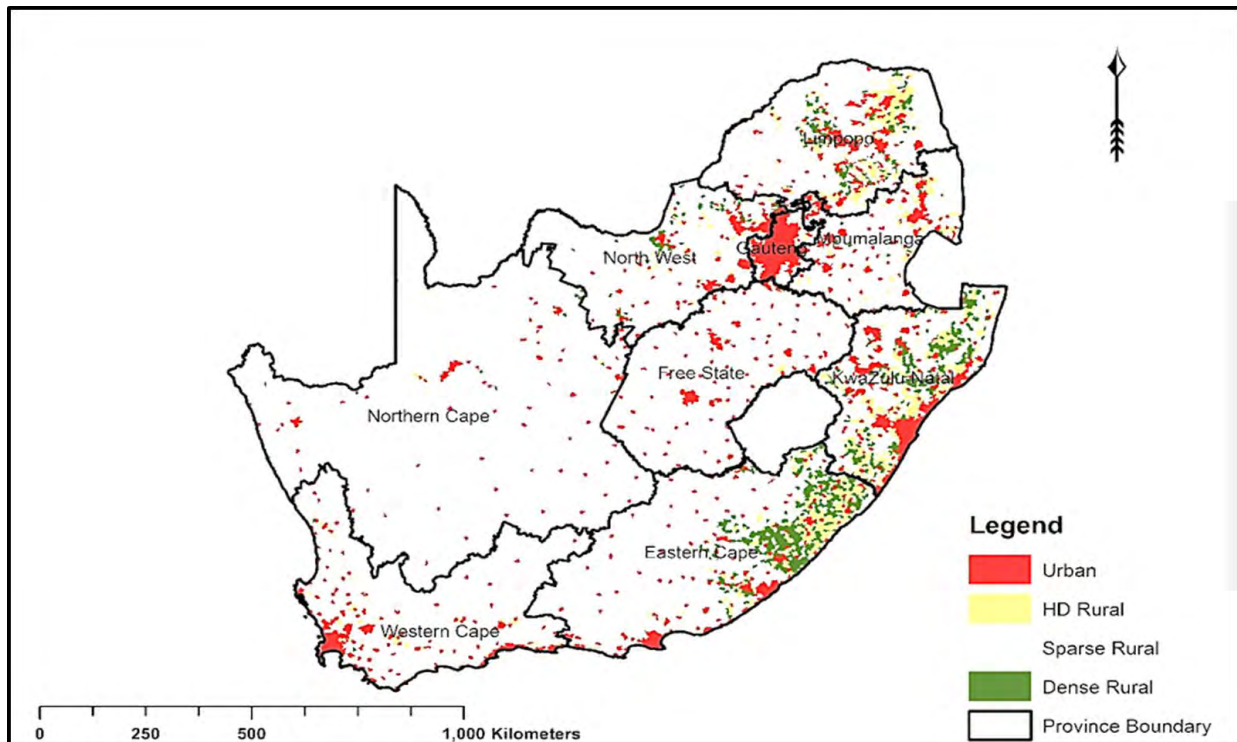 Limpopo
Mpumalanga
Gauteng
North West
KwaZulu Natal
Free State
Northern Cape
Eastern Cape
Western Cape
Legend
Urban
HD Rural
Sparse Rural
Dense Rural
Province Boundary
0 250 500 1,000 Kilometers